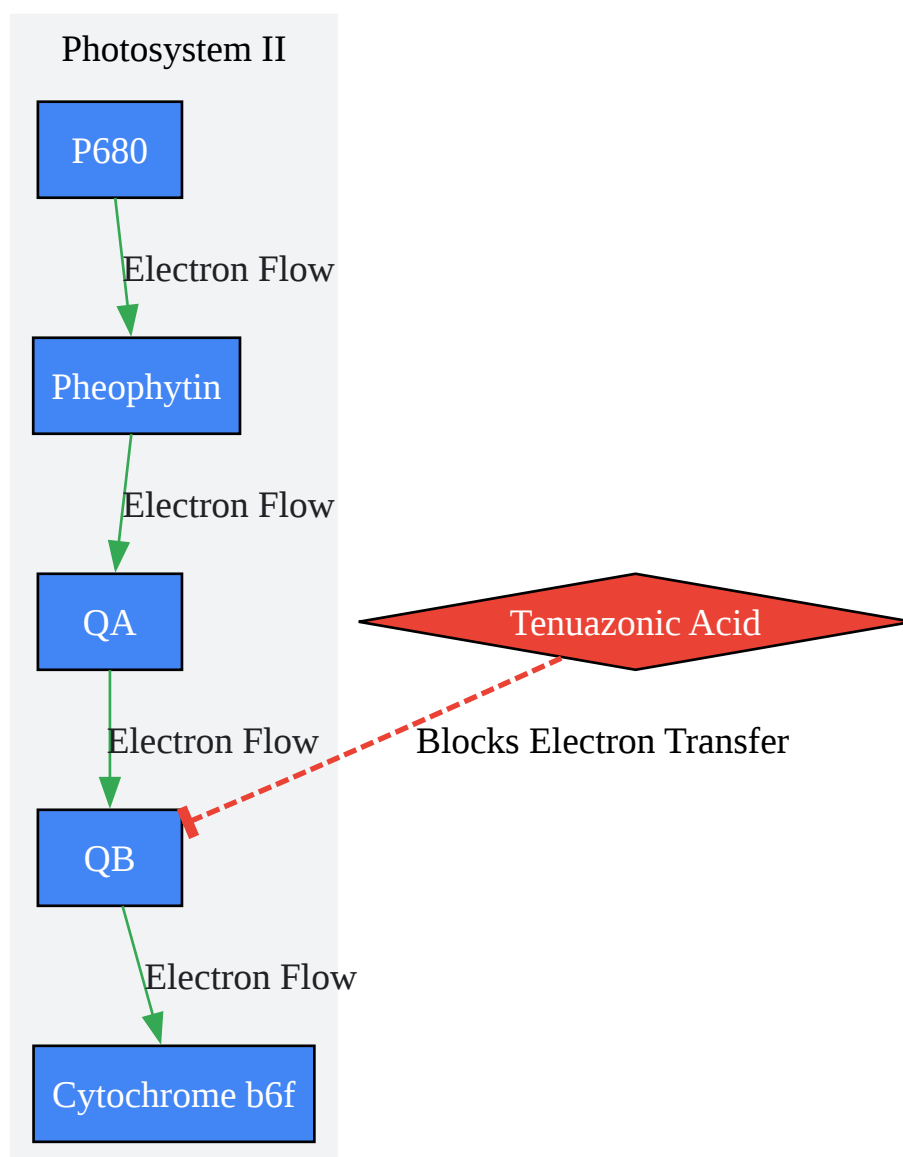 Photosystem II
P680
Electron Flow
Pheophytin
Electron Flow
QA
Tenuazonic Acid
Electron Flow
Blocks Electron Transfer
QB
Electron Flow
Cytochrome b6f